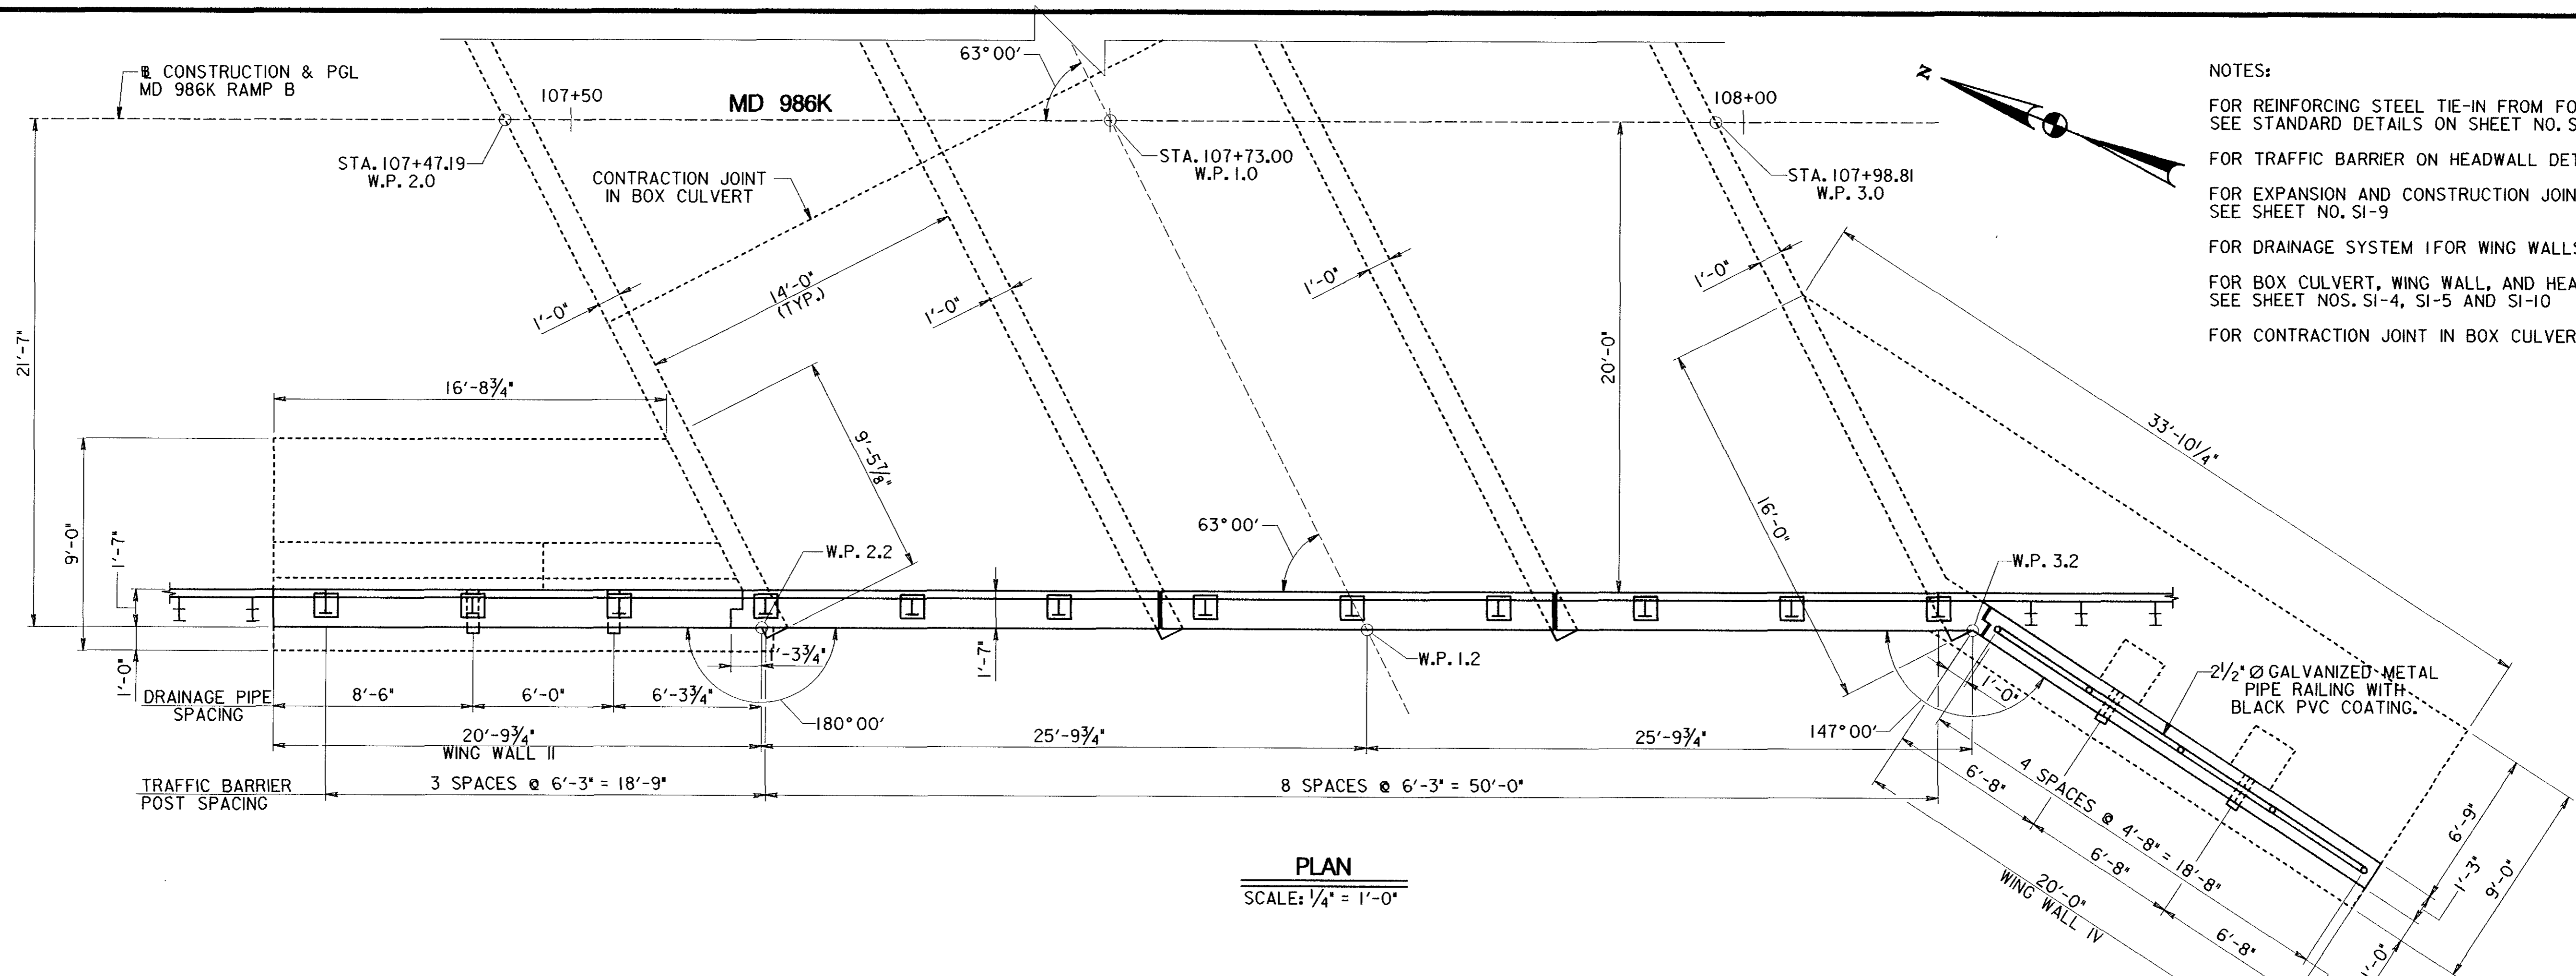 ℄ CONSTRUCTION & PGL
MD 986K RAMP B
107+50
MD 986K
63°00'
108+00
STA. 107+47.19
W.P. 2.0
CONTRACTION JOINT
IN BOX CULVERT
STA. 107+73.00
W.P. 1.0
STA. 107+98.81
W.P. 3.0
N
NOTES:
FOR REINFORCING STEEL TIE-IN FROM
SEE STANDARD DETAILS ON SHEET NO.
FOR TRAFFIC BARRIER ON HEADWALL
FOR EXPANSION AND CONSTRUCTION
SEE SHEET NO. S1-9
FOR DRAINAGE SYSTEM 1 FOR WING WALLS
FOR BOX CULVERT, WING WALL, AND
SEE SHEET NOS. S1-4, S1-5 AND S1-10
FOR CONTRACTION JOINT IN BOX
21'-7"
1'-0"
14'-0"
(TYP.)
1'-0"
1'-0"
1'-0"
20'-0"
16'-8¾"
9'-5⅞"
16'-0"
33'-10¼"
9'-0"
1'-7"
1'-0"
63°00'
W.P. 2.2
W.P. 3.2
1'-3¾"
1'-7"
W.P. 1.2
1'-0"
2½" Ø GALVANIZED METAL
PIPE RAILING WITH
BLACK PVC COATING.
DRAINAGE PIPE
SPACING
8'-6"
6'-0"
6'-3¾"
180°00'
147°00'
20'-9¾"
WING WALL II
25'-9¾"
25'-9¾"
TRAFFIC BARRIER
POST SPACING
3 SPACES @ 6'-3" = 18'-9"
8 SPACES @ 6'-3" = 50'-0"
6'-8"
4 SPACES @ 4'-8" = 18'-8"
6'-8"
6'-8"
20'-0"
WING WALL IV
6'-9"
1'-3"
9'-0"
1'-0"
PLAN
SCALE: ¼" = 1'-0"